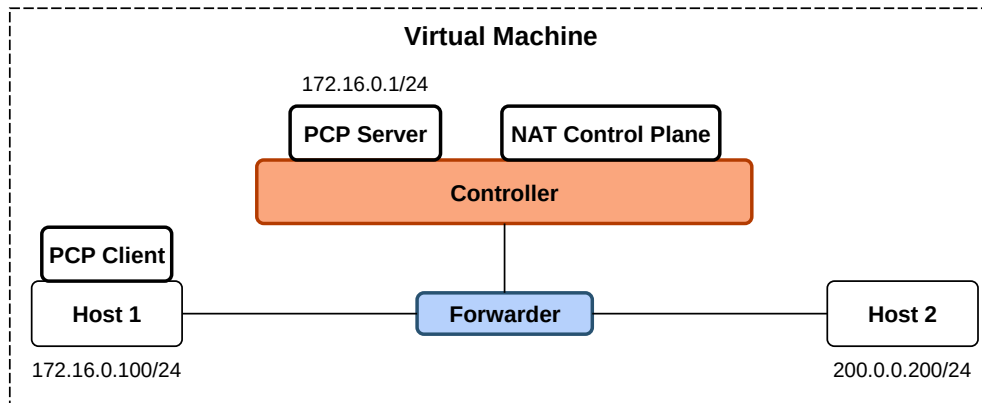 Virtual Machine
172.16.0.1/24
PCP Server
NAT Control Plane
Controller
PCP Client
Host 1
Forwarder
Host 2
172.16.0.100/24
200.0.0.200/24